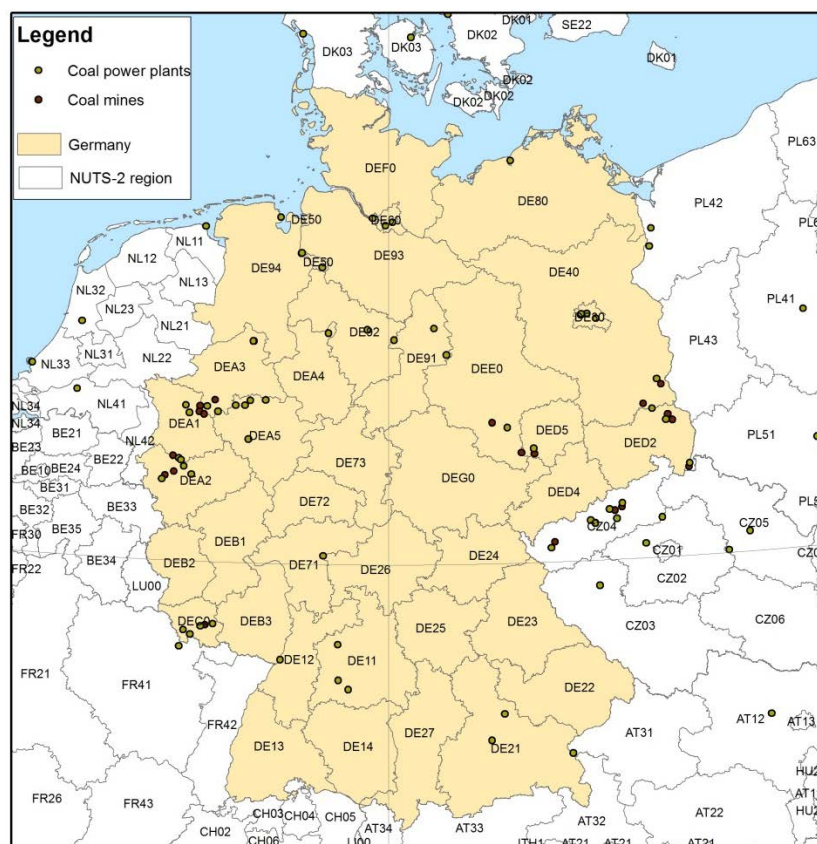 Legend
Coal power plants
Coal mines
Germany
NUTS-2 region
DK03
DK03
DK02
DK01
SE22
DK01
DK02
DK02
DK02
DEF0
DE80
PL63
PL42
DE50
DE60
NL11
NL12
NL13
DE94
DE50
DE93
DE40
NL32
NL23
NL21
DE92
DE91
DEE0
DE30
PL43
PL41
NL33
NL31
NL22
DEA3
DEA4
NL34
NL41
NL34
BE21
DEA1
DEA5
DED5
DED2
PL51
BE23
NL42
BE10
BE24
BE22
BE31
DEA2
DE73
DEG0
DED4
BE32
BE33
DE72
FR30
BE35
BE34
DEB1
CZ04
CZ05
CZ01
FR22
LU00
DEB2
DE71
DE26
DE24
CZ02
DEC0
DEB3
DE25
DE23
CZ03
CZ06
FR21
FR41
DE12
DE11
DE22
FR42
AT31
AT12
AT13
DE13
DE14
DE27
DE21
FR26
FR43
CH02
CH03
CH04
CH05
AT34
AT33
AT32
AT22
CH06
ITH1
AT21
AT21